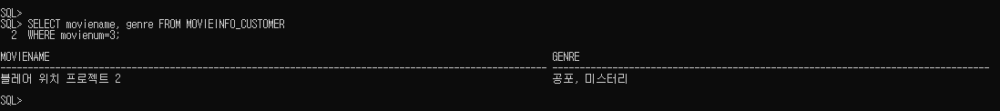 SQL>
SQL> SELECT moviename, genre FROM MOVIEINFO_CUSTOMER
2 WHERE movienum=3;
MOVIENAME GENRE
블레어 위치 프로젝트 2 공포, 미스터리
SQL>